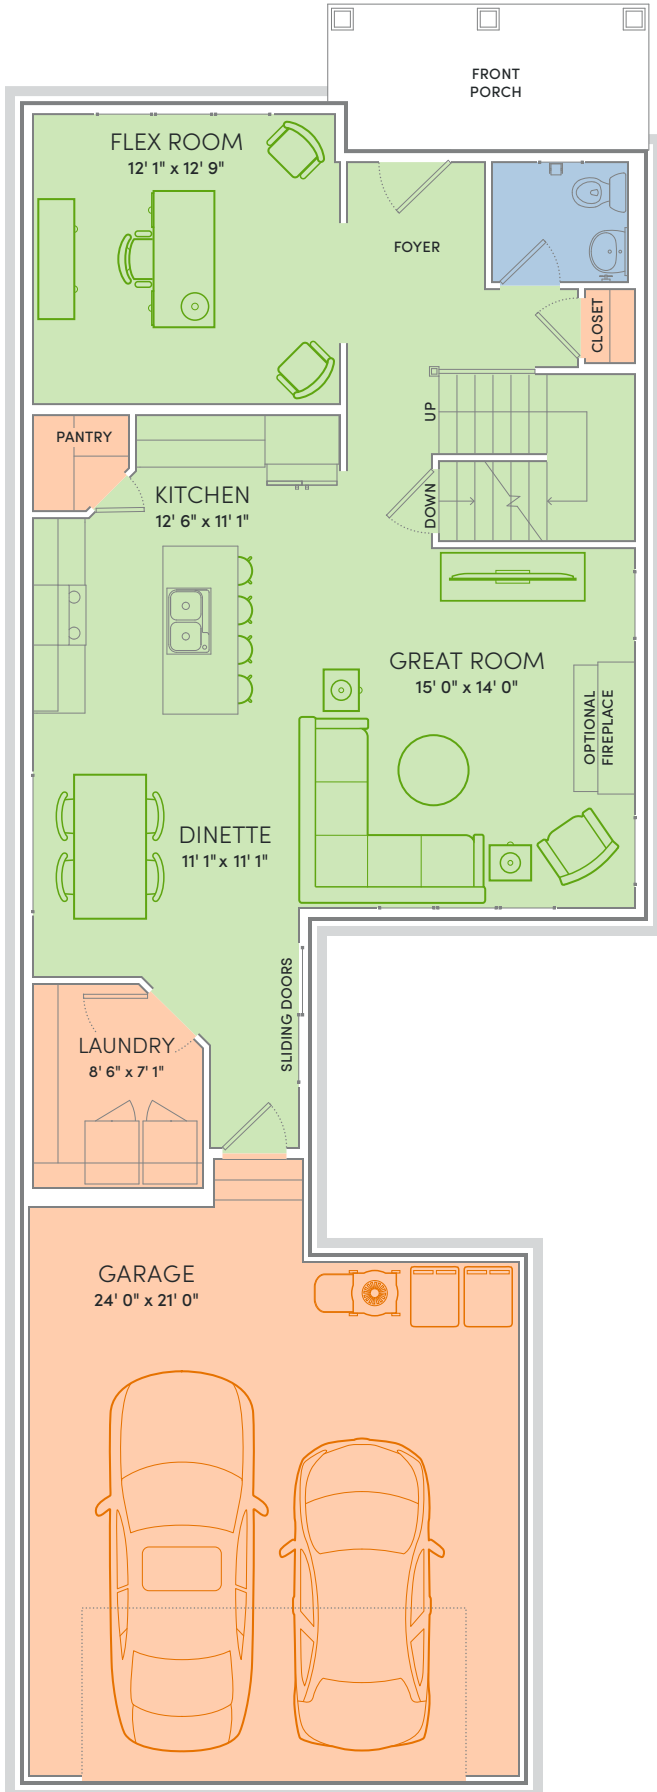 FRONT
PORCH
FLEX ROOM
12' 1" x 12' 9"
FOYER
CLOSET
UP
PANTRY
KITCHEN
12' 6" x 11' 1"
DOWN
GREAT ROOM
15' 0" x 14' 0"
OPTIONAL
FIREPLACE
DINETTE
11' 1" x 11' 1"
SLIDING DOORS
LAUNDRY
8' 6" x 7' 1"
GARAGE
24' 0" x 21' 0"